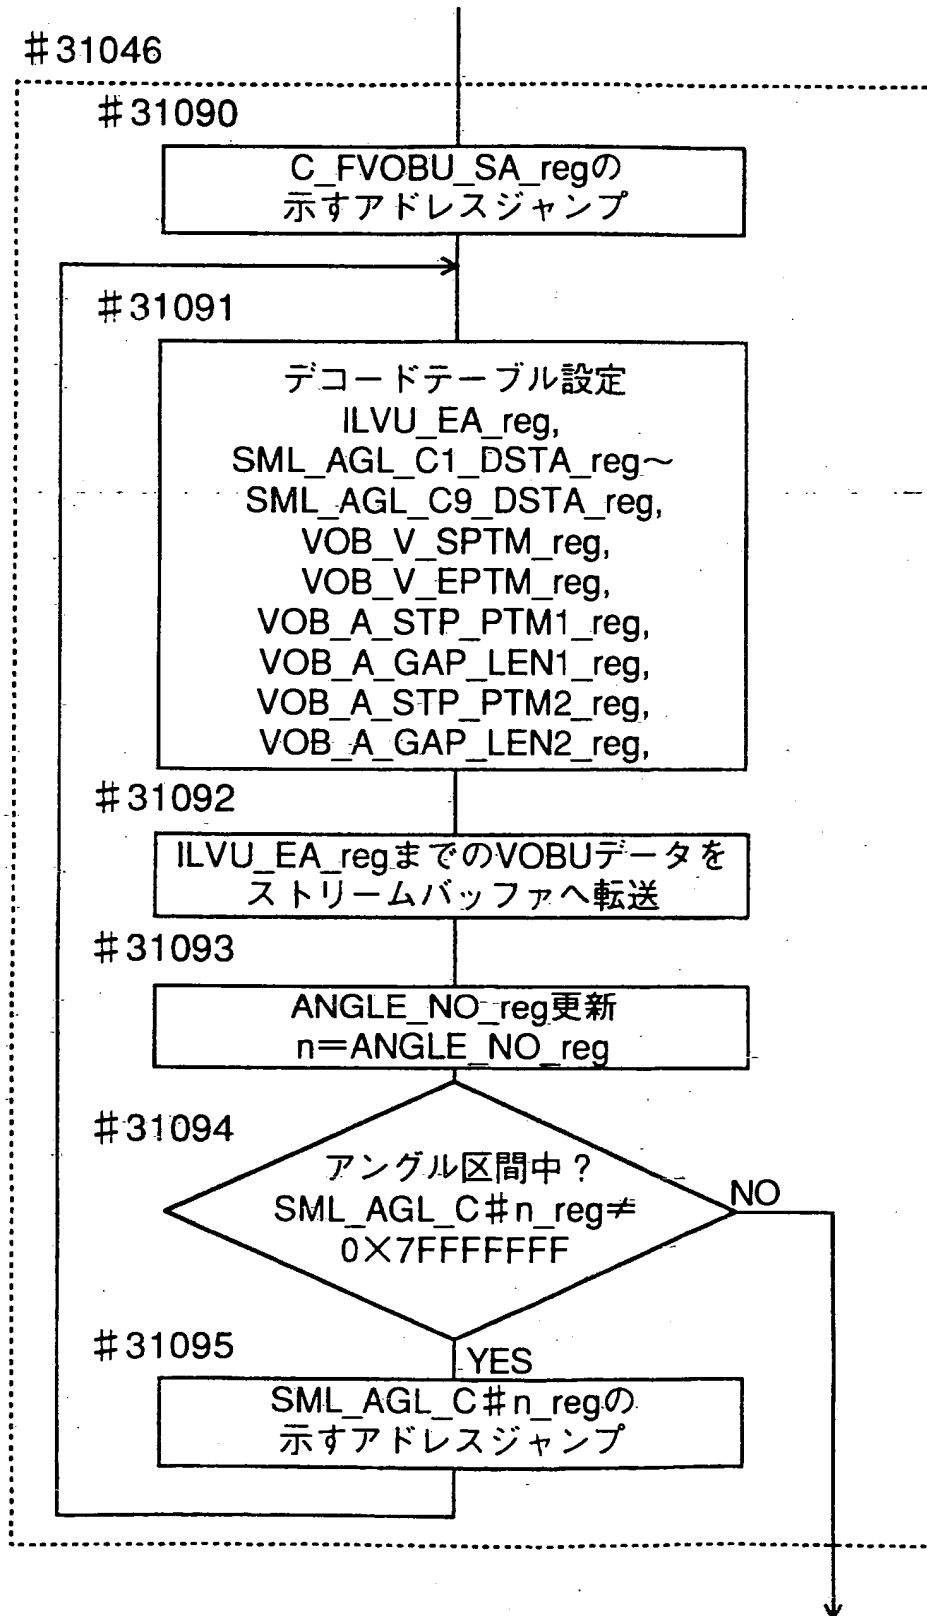 #31046
#31090
C_FVOBU_SA_regの
示すアドレスジャンプ
#31091
デコードテーブル設定
ILVU_EA_reg,
SML_AGL_C1_DSTA_reg~
SML_AGL_C9_DSTA_reg,
VOB_V_SPTM_reg,
VOB_V_EPTM_reg,
VOB_A_STP_PTM1_reg,
VOB_A_GAP_LEN1_reg,
VOB_A_STP_PTM2_reg,
VOB_A_GAP_LEN2_reg,
#31092
ILVU_EA_regまでのVOBUデータを
ストリームバッファへ転送
#31093
ANGLE_NO_reg更新
n=ANGLE_NO_reg
#31094
アングル区間中?
SML_AGL_C#n_reg≠
0×7FFFFFFF
NO
#31095
YES
SML_AGL_C#n_regの
示すアドレスジャンプ